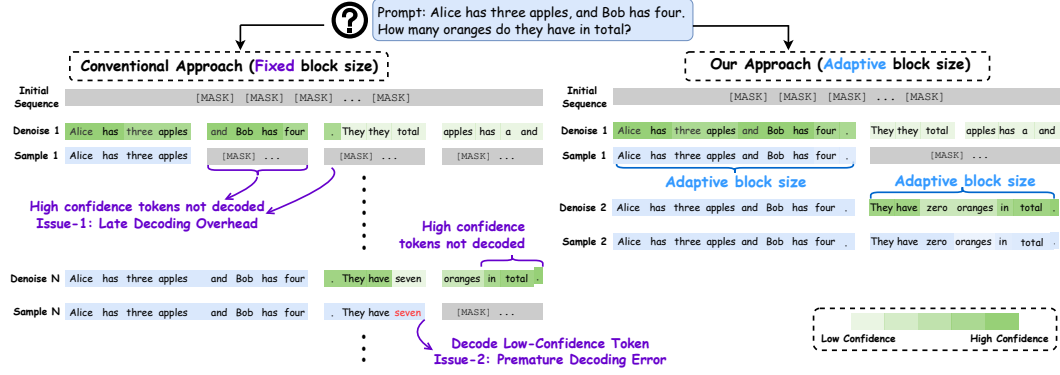 Prompt: Alice has three apples, and Bob has four.
How many oranges do they have in total?
Conventional Approach (Fixed block size)
Initial Sequence
[MASK] [MASK] [MASK] ... [MASK]
Denoise 1 Alice has three apples and Bob has four . They they total apples has a and
Sample 1 Alice has three apples [MASK] ... [MASK] ... [MASK] ...
High confidence tokens not decoded
Issue-1: Late Decoding Overhead
High confidence
tokens not decoded
Denoise N Alice has three apples and Bob has four . They have seven oranges in total .
Sample N Alice has three apples and Bob has four . They have seven [MASK] ...
Decode Low-Confidence Token
Issue-2: Premature Decoding Error
Our Approach (Adaptive block size)
Initial Sequence
[MASK] [MASK] [MASK] ... [MASK]
Denoise 1 Alice has three apples and Bob has four . They they total apples has a and
Sample 1 Alice has three apples and Bob has four . [MASK] ...
Adaptive block size
Adaptive block size
Denoise 2 Alice has three apples and Bob has four . They have zero oranges in total .
Sample 2 Alice has three apples and Bob has four . They have zero oranges in total .
Low Confidence High Confidence